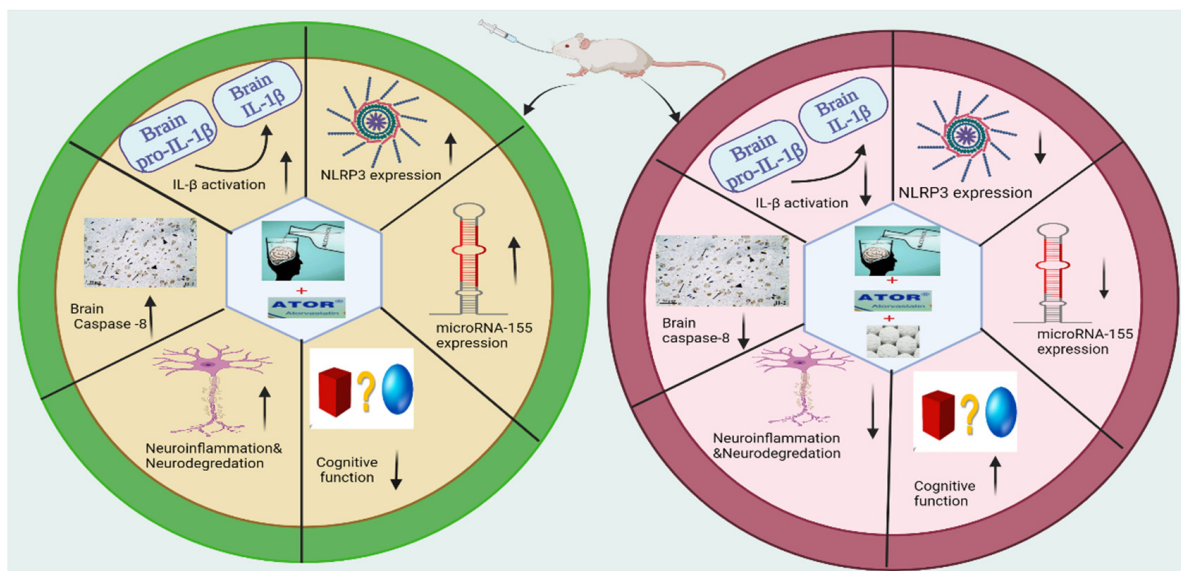 Brain
IL-1β
Brain
pro-IL-1β
IL-β activation
NLRP3 expression
microRNA-155
expression
Brain
Caspase -8
Neuroinflammation&
Neurodegredation
Cognitive
function
?
+
ATOR®
Atorvastatin
Brain
IL-1β
Brain
pro-IL-1β
IL-β activation
NLRP3 expression
microRNA-155
expression
Brain
caspase-8
Neuroinflammation
&Neurodegredation
Cognitive
function
?
+
ATOR®
Atorvastatin
+